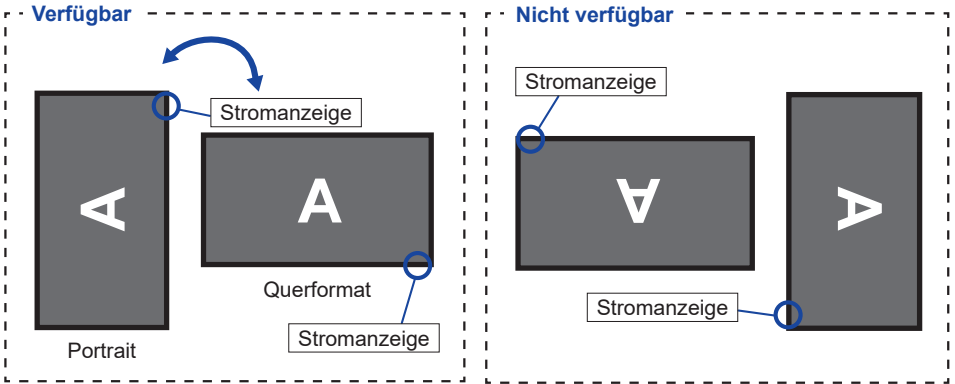 Verfügbar
Stromanzeige
A
Portrait
A
Querformat
Stromanzeige
Nicht verfügbar
Stromanzeige
A
A
Stromanzeige